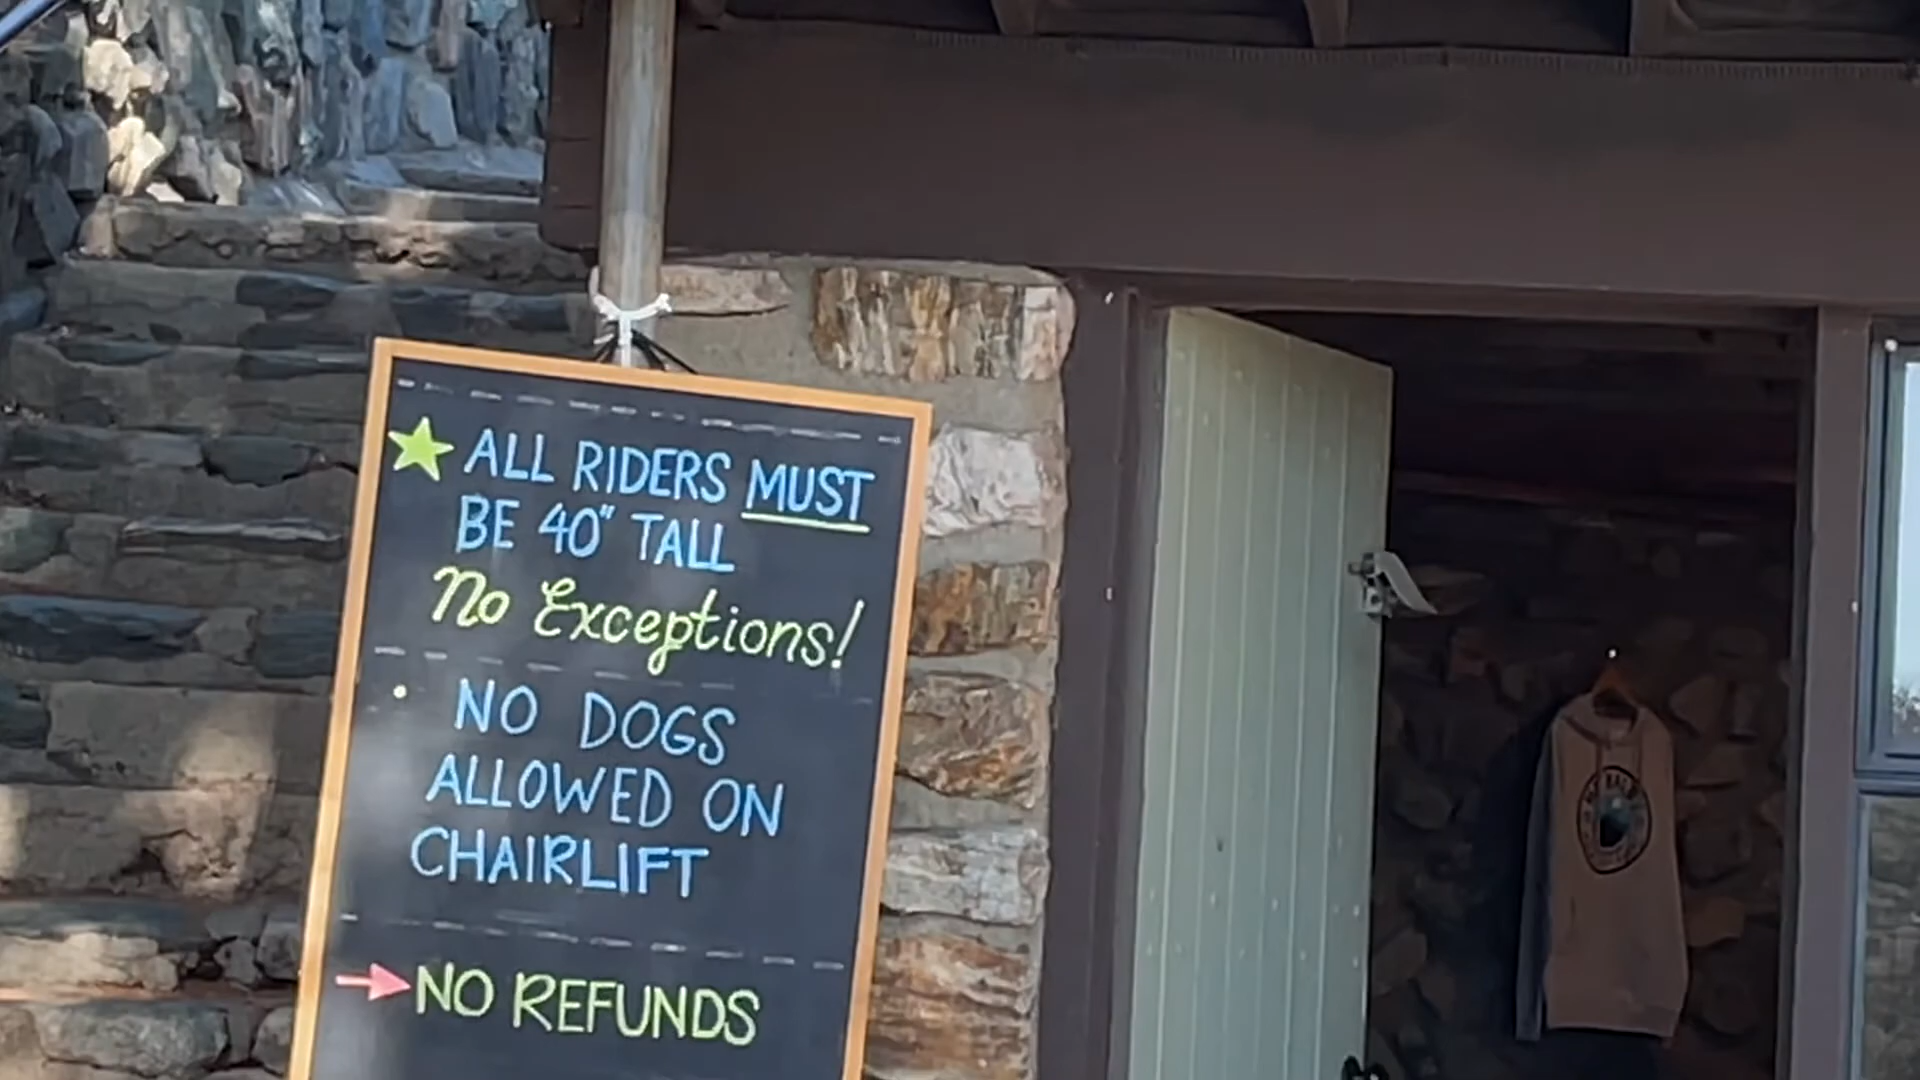 ALL RIDERS MUST
BE 40" TALL
No Exceptions!
NO DOGS
ALLOWED ON
CHAIRLIFT
NO REFUNDS